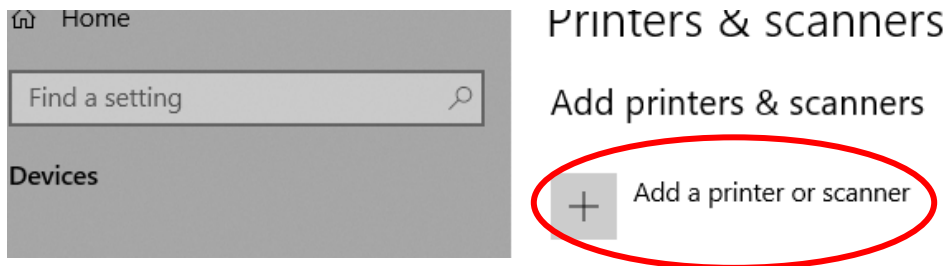 Home
Find a setting
Devices
Printers & scanners
Add printers & scanners
Add a printer or scanner